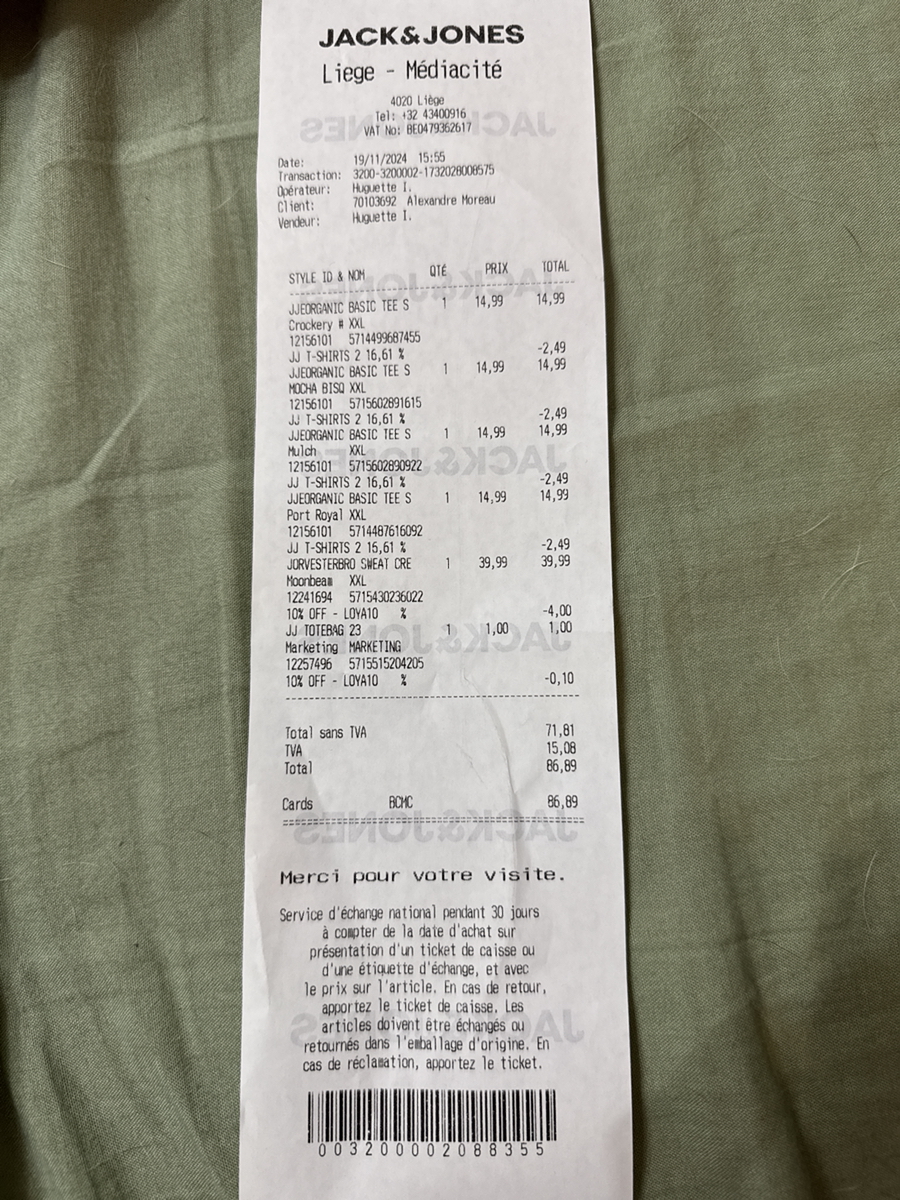 JACK&JONES
Liege - Médiacité
4020 Liège
Tel: +32 43400916
VAT No: BE0479362617
Date: 19/11/2024 15:55
Transaction: 3200-3200002-1732028008575
Opérateur: Huguette I.
Client: 70103692 Alexandre Moreau
Vendeur: Huguette I.
STYLE ID & NOM QTÉ PRIX TOTAL
JJEORGANIC BASIC TEE S 1 14,99 14,99
Crockery # XXL
12156101 5714499687455
JJ T-SHIRTS 2 16,61 % -2,49
JJEORGANIC BASIC TEE S 1 14,99 14,99
MOCHA BISQ XXL
12156101 5715602891615
JJ T-SHIRTS 2 16,61 % -2,49
JJEORGANIC BASIC TEE S 1 14,99 14,99
Mulch XXL
12156101 5715602890922
JJ T-SHIRTS 2 16,61 % -2,49
JJEORGANIC BASIC TEE S 1 14,99 14,99
Port Royal XXL
12156101 5714487616092
JJ T-SHIRTS 2 16,61 % -2,49
JORVESTERBRO SWEAT CRE 1 39,99 39,99
Moonbeam XXL
12241694 5715430236022
10% OFF - LOYA10 % -4,00
JJ TOTEBAG 23 1 1,00 1,00
Marketing MARKETING
12257496 5715515204205
10% OFF - LOYA10 % -0,10
Total sans TVA 71,81
TVA 15,08
Total 86,89
Cards BCMC 86,89
Merci pour votre visite.
Service d'échange national pendant 30 jours
à compter de la date d'achat sur
présentation d'un ticket de caisse ou
d'une étiquette d'échange, et avec
le prix sur l'article. En cas de retour,
apportez le ticket de caisse. Les
articles doivent être échangés ou
retournés dans l'emballage d'origine. En
cas de réclamation, apportez le ticket.
003200002088355